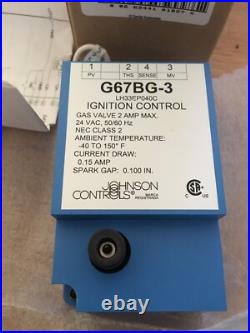 1 2 4 3
PV THS SENSE MV
G67BG-3
LH33EP040C
IGNITION CONTROL
GAS VALVE 2 AMP MAX.
24 VAC, 50/60 Hz
NEC CLASS 2
AMBIENT TEMPERATURE:
-40 TO 150° F
CURRENT DRAW:
0.15 AMP
SPARK GAP: 0.100 IN.
JOHNSON
CONTROLS